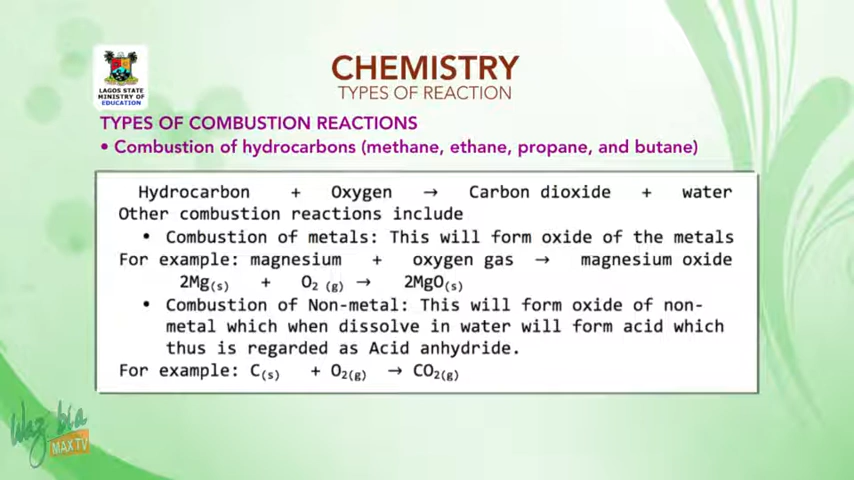 LAGOS STATE
MINISTRY OF
EDUCATION
CHEMISTRY
TYPES OF REACTION
TYPES OF COMBUSTION REACTIONS
• Combustion of hydrocarbons (methane, ethane, propane, and butane)
Hydrocarbon + Oxygen → Carbon dioxide + water
Other combustion reactions include
• Combustion of metals: This will form oxide of the metals
For example: magnesium + oxygen gas → magnesium oxide
2Mg(s) + O₂ (g) → 2MgO(s)
• Combustion of Non-metal: This will form oxide of non-
metal which when dissolve in water will form acid which
thus is regarded as Acid anhydride.
For example: C(s) + O₂(g) → CO₂(g)
Wazobia
MAX TV